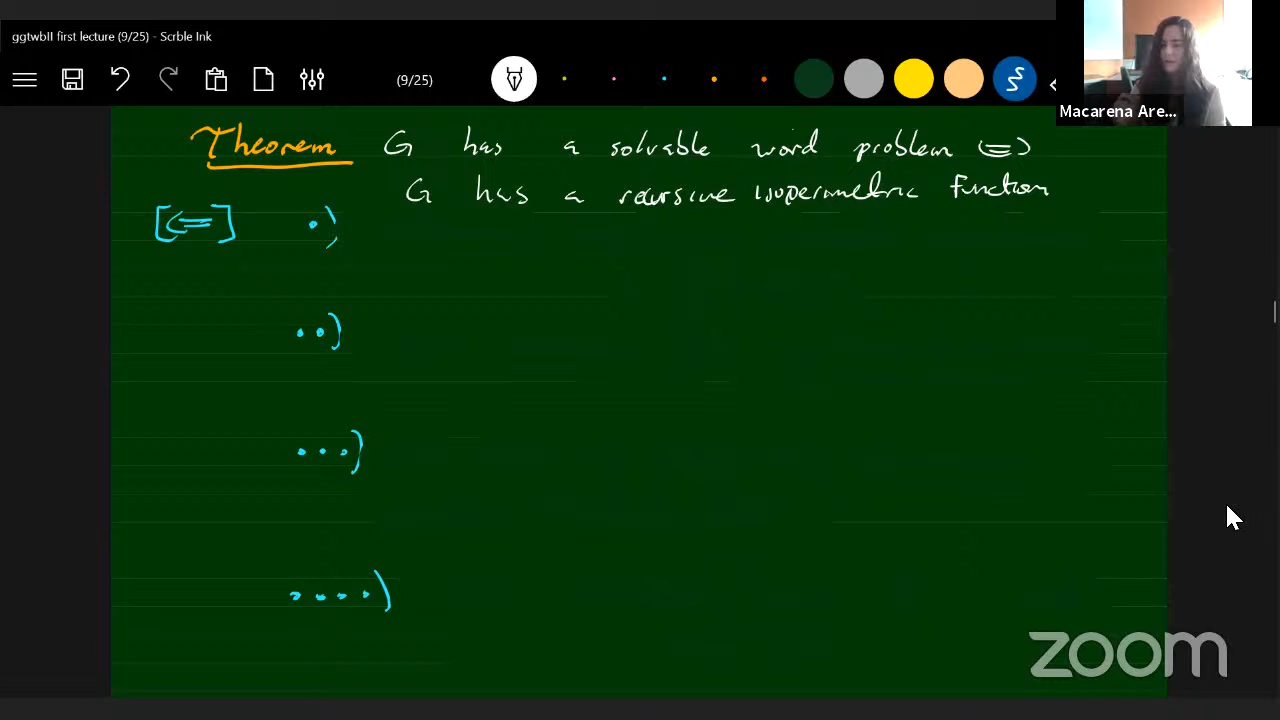 ggtwbII first lecture (9/25) - Scrble Ink
(9/25)
Macarena Are...
Theorem G has a solvable word problem <=>
G has a recursive isoperimetric function
[<=] •)
••)
•••)
••••)
zoom